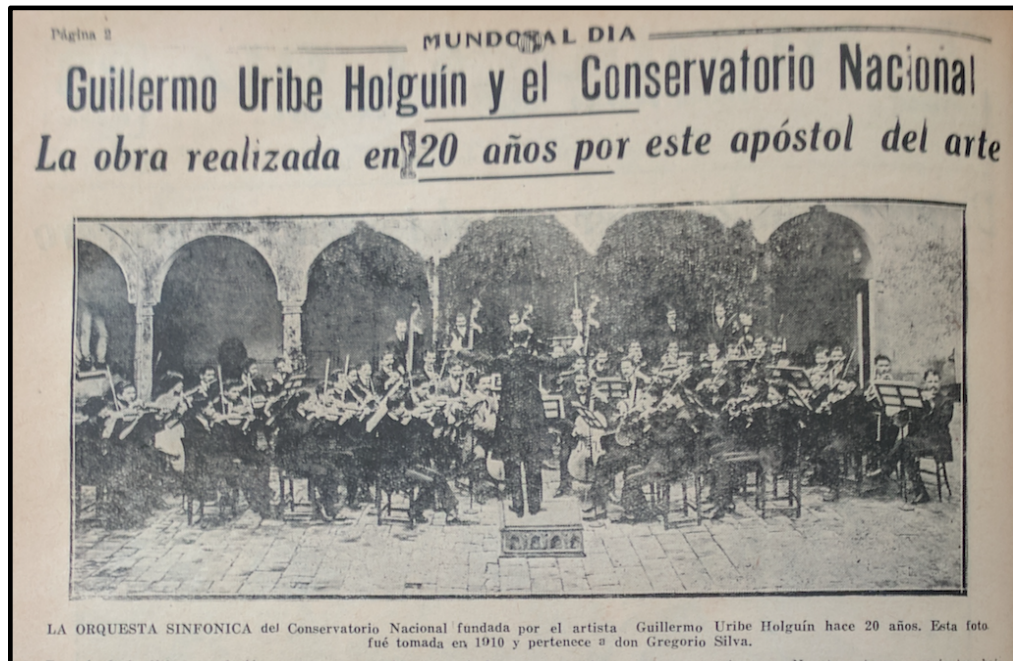 Página 2
MUNDO AL DIA
Guillermo Uribe Holguín y el Conservatorio Nacional
La obra realizada en 20 años por este apóstol del arte
LA ORQUESTA SINFONICA del Conservatorio Nacional fundada por el artista Guillermo Uribe Holguín hace 20 años. Esta foto
fué tomada en 1910 y pertenece a don Gregorio Silva.